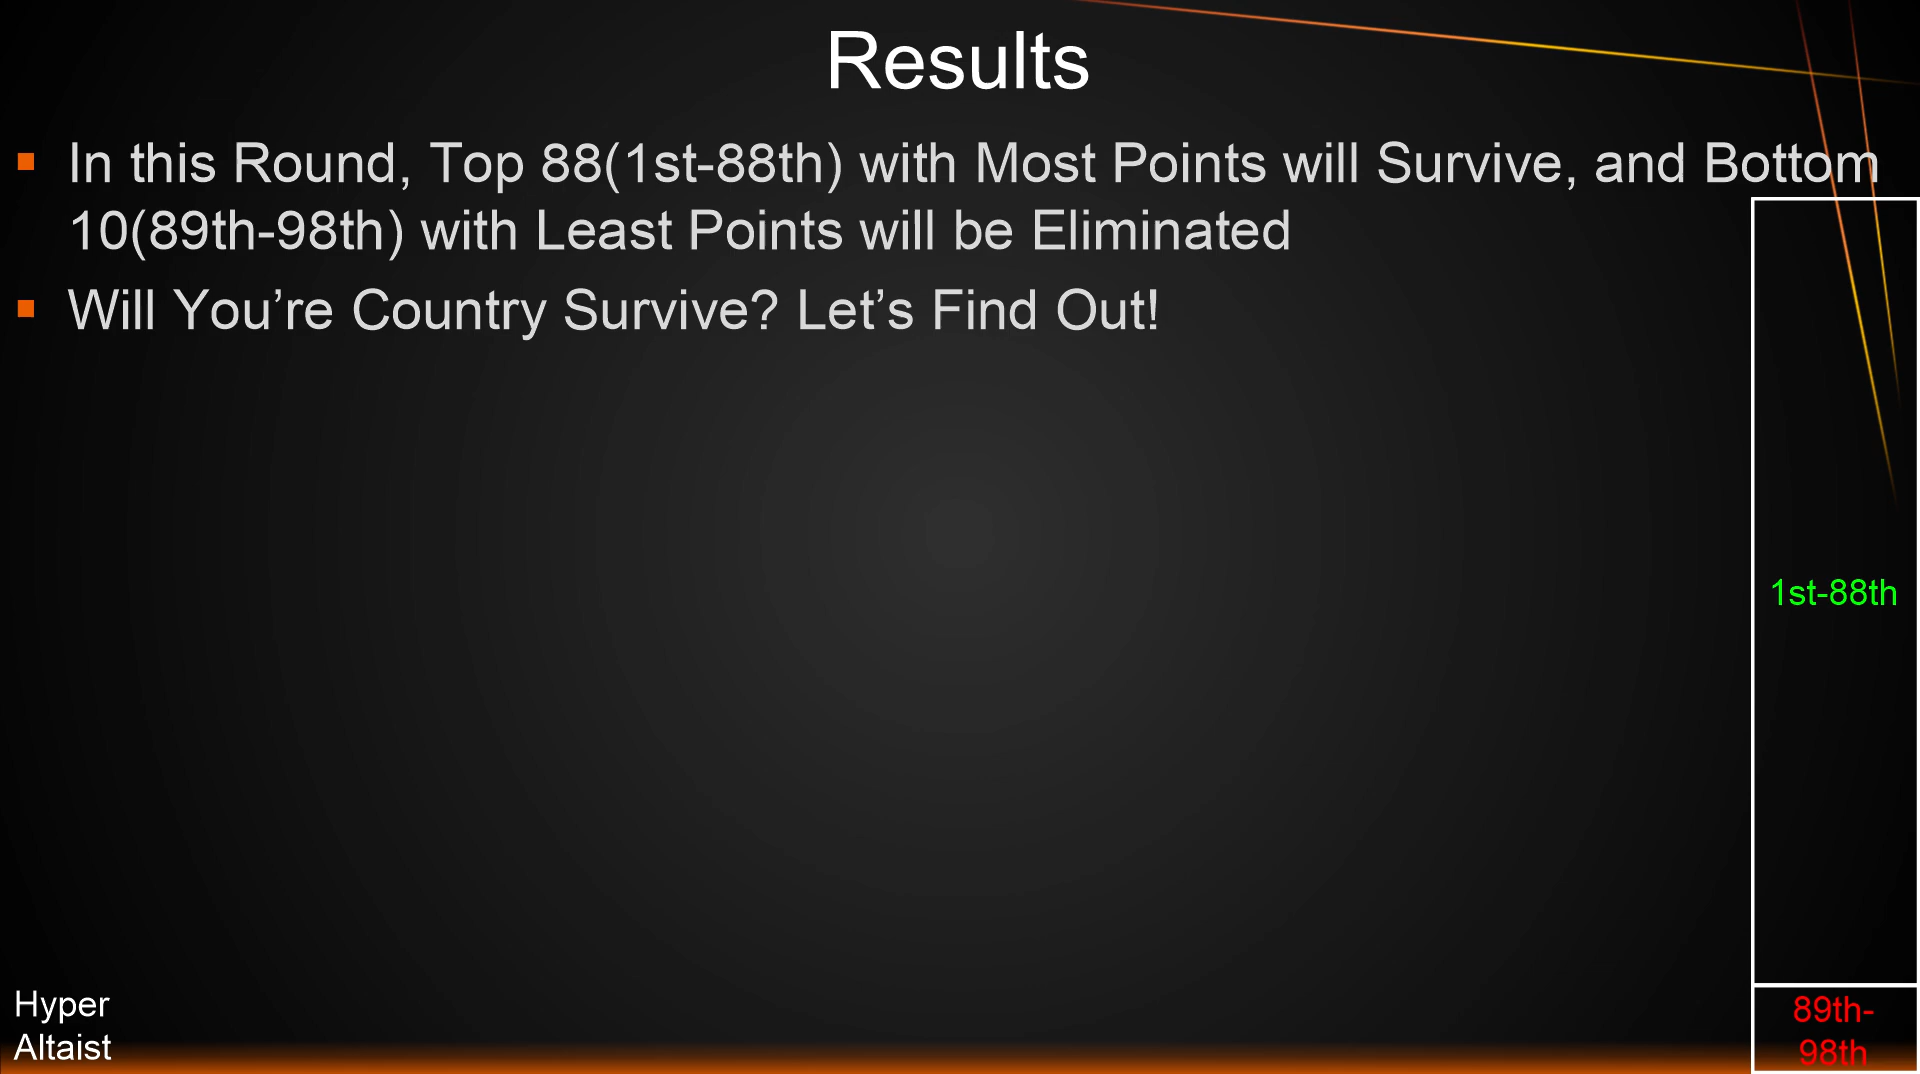 Results
In this Round, Top 88(1st-88th) with Most Points will Survive, and Bottom
10(89th-98th) with Least Points will be Eliminated
Will You’re Country Survive? Let’s Find Out!
1st-88th
89th-
98th
Hyper
Altaist